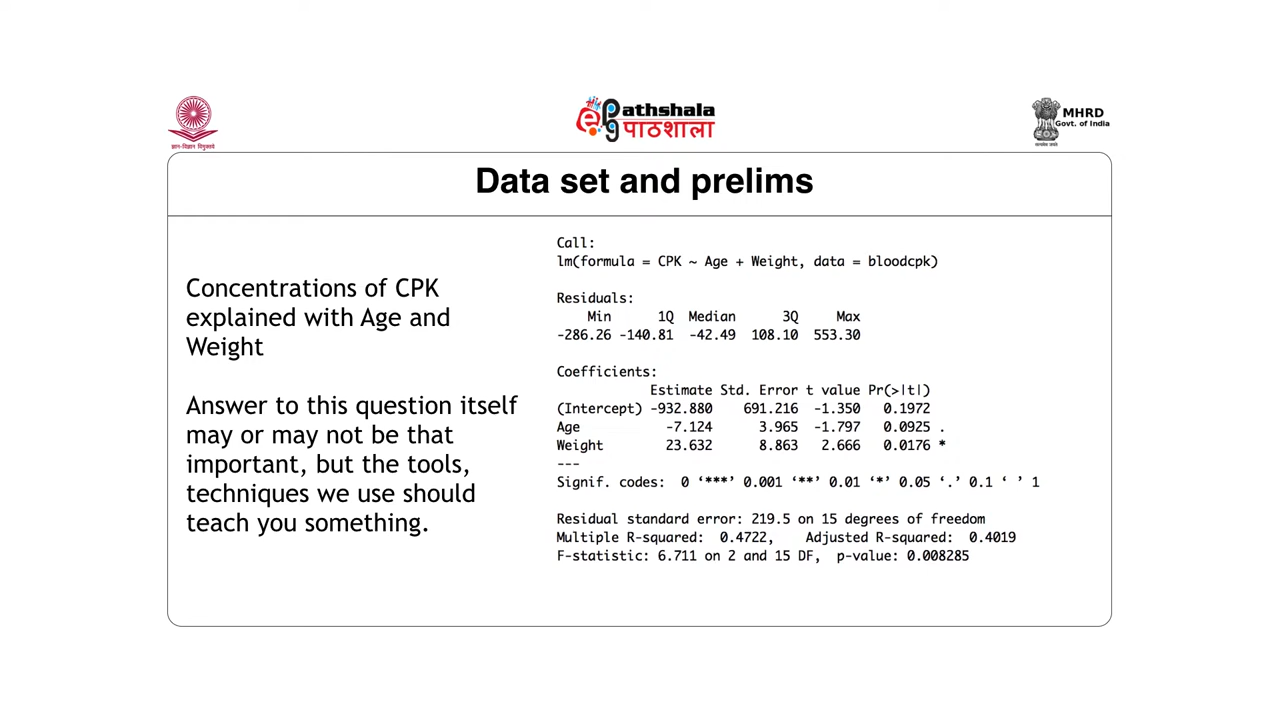 ज्ञान-विज्ञान विमुक्तये
ePG Pathshala
पाठशाला
MHRD
Govt. of India
सत्यमेव जयते
Data set and prelims
Concentrations of CPK
explained with Age and
Weight
Answer to this question itself
may or may not be that
important, but the tools,
techniques we use should
teach you something.
Call:
lm(formula = CPK ~ Age + Weight, data = bloodcpk)
Residuals:
Min 1Q Median 3Q Max
-286.26 -140.81 -42.49 108.10 553.30
Coefficients:
Estimate Std. Error t value Pr(>|t|)
(Intercept) -932.880 691.216 -1.350 0.1972
Age -7.124 3.965 -1.797 0.0925 .
Weight 23.632 8.863 2.666 0.0176 *
---
Signif. codes: 0 ‘***’ 0.001 ‘**’ 0.01 ‘*’ 0.05 ‘.’ 0.1 ‘ ’ 1
Residual standard error: 219.5 on 15 degrees of freedom
Multiple R-squared: 0.4722, Adjusted R-squared: 0.4019
F-statistic: 6.711 on 2 and 15 DF, p-value: 0.008285